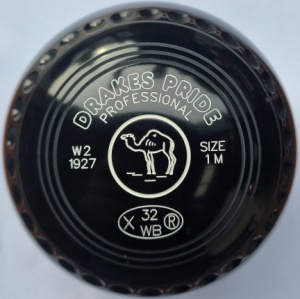 DRAKES PRIDE
PROFESSIONAL
W2
1927
SIZE
1 M
X
32
WB
R